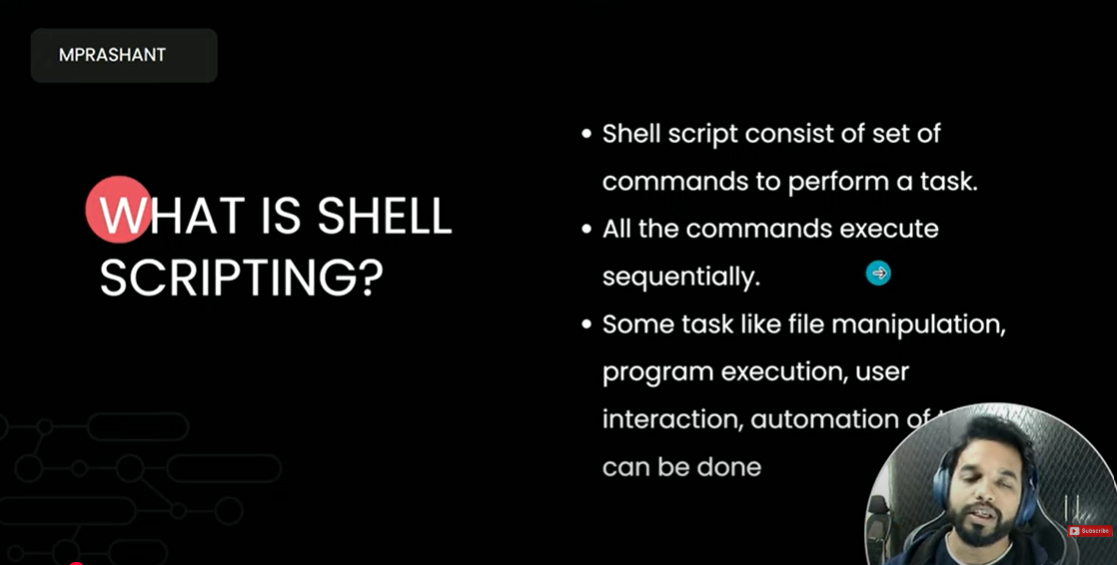 MPRASHANT
WHAT IS SHELL
SCRIPTING?
• Shell script consist of set of
commands to perform a task.
• All the commands execute
sequentially.
• Some task like file manipulation,
program execution, user
interaction, automation of
can be done
Subscribe